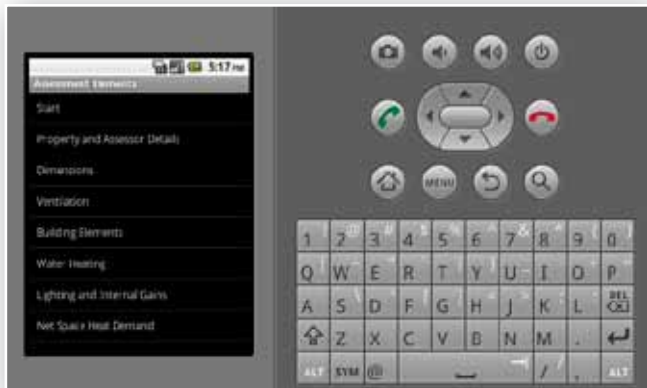 5:17 PM
Assessment Elements
Start
Property and Assessor Details
Dimensions
Ventilation
Building Elements
Water Heating
Lighting and Internal Gains
Net Space Heat Demand
MENU
1 2 @ 3 # 4 $ 5 % 6 ^ 7 & 8 * 9 ( 0 )
Q W E R T Y U I O P
A S D F G H J K L DEL
Z X C V B N M .
ALT SYM @ / , ALT